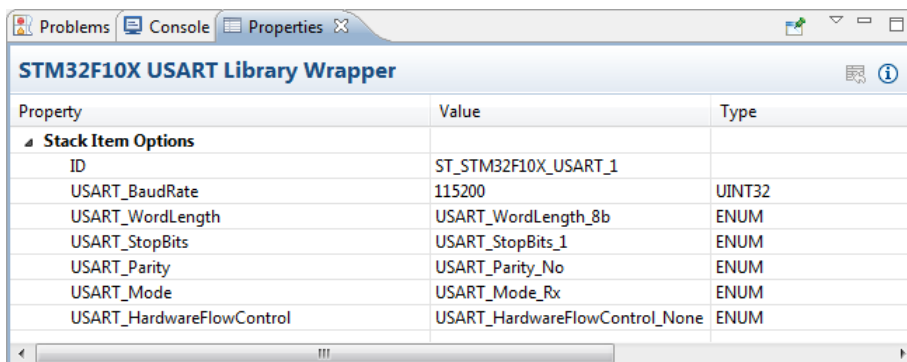 Problems Console Properties
STM32F10X USART Library Wrapper
Property Value Type
Stack Item Options
ID ST_STM32F10X_USART_1
USART_BaudRate 115200 UINT32
USART_WordLength USART_WordLength_8b ENUM
USART_StopBits USART_StopBits_1 ENUM
USART_Parity USART_Parity_No ENUM
USART_Mode USART_Mode_Rx ENUM
USART_HardwareFlowControl USART_HardwareFlowControl_None ENUM